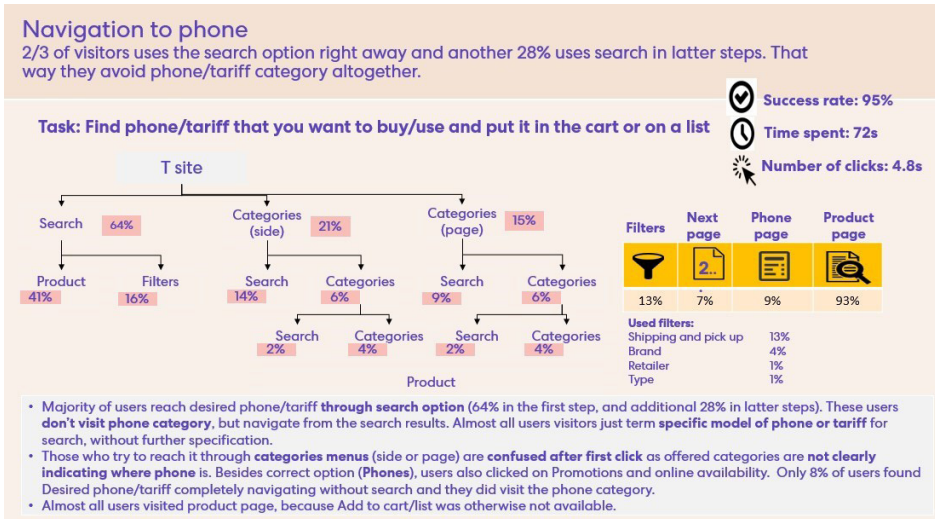 Navigation to phone
2/3 of visitors uses the search option right away and another 28% uses search in latter steps. That
way they avoid phone/tariff category altogether.
Success rate: 95%
Task: Find phone/tariff that you want to buy/use and put it in the cart or on a list
Time spent: 72s
Number of clicks: 4.8s
T site
Search 64%
Categories
(side) 21%
Categories
(page) 15%
Product
41%
Filters
16%
Search
14%
Categories
6%
Search
9%
Categories
6%
Search
2%
Categories
4%
Search
2%
Categories
4%
Product
Filters
Next
page
Phone
page
Product
page
2..
13% 7% 9% 93%
Used filters:
Shipping and pick up 13%
Brand 4%
Retailer 1%
Type 1%
• Majority of users reach desired phone/tariff through search option (64% in the first step, and additional 28% in latter steps). These users
don't visit phone category, but navigate from the search results. Almost all users visitors just term specific model of phone or tariff for
search, without further specification.
• Those who try to reach it through categories menus (side or page) are confused after first click as offered categories are not clearly
indicating where phone is. Besides correct option (Phones), users also clicked on Promotions and online availability. Only 8% of users found
Desired phone/tariff completely navigating without search and they did visit the phone category.
• Almost all users visited product page, because Add to cart/list was otherwise not available.